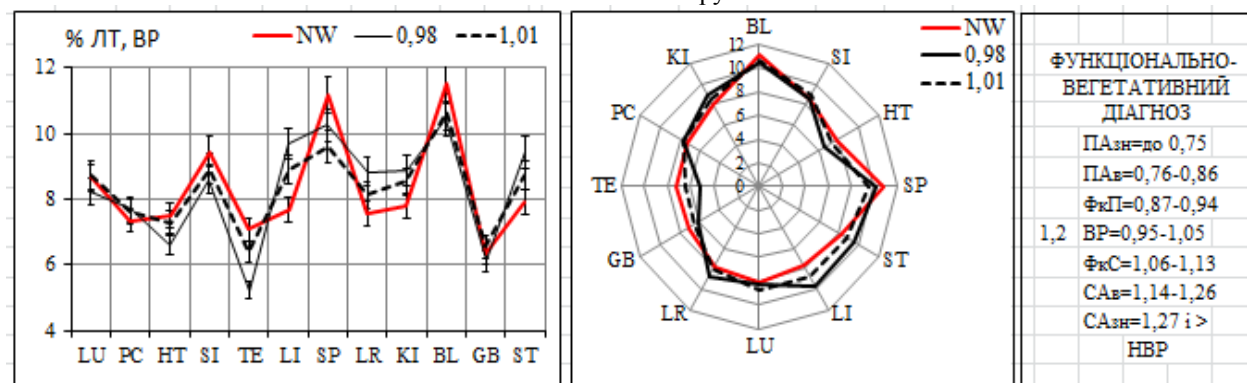 % ЛТ, ВР
NW
0,98
1,01
12
10
8
6
4
LU PC HT SI TE LI SP LR KI BL GB ST
NW
0,98
1,01
BL
SI
HT
SP
ST
LI
LU
LR
GB
TE
PC
KI
12
10
8
6
4
2
0
ФУНКЦІОНАЛЬНО-
ВЕГЕТАТИВНИЙ
ДІАГНОЗ
ПАзн=до 0,75
ПАв=0,76-0,86
ФкП=0,87-0,94
1,2 ВР=0,95-1,05
ФкС=1,06-1,13
САв=1,14-1,26
САзн=1,27 і >
НВР